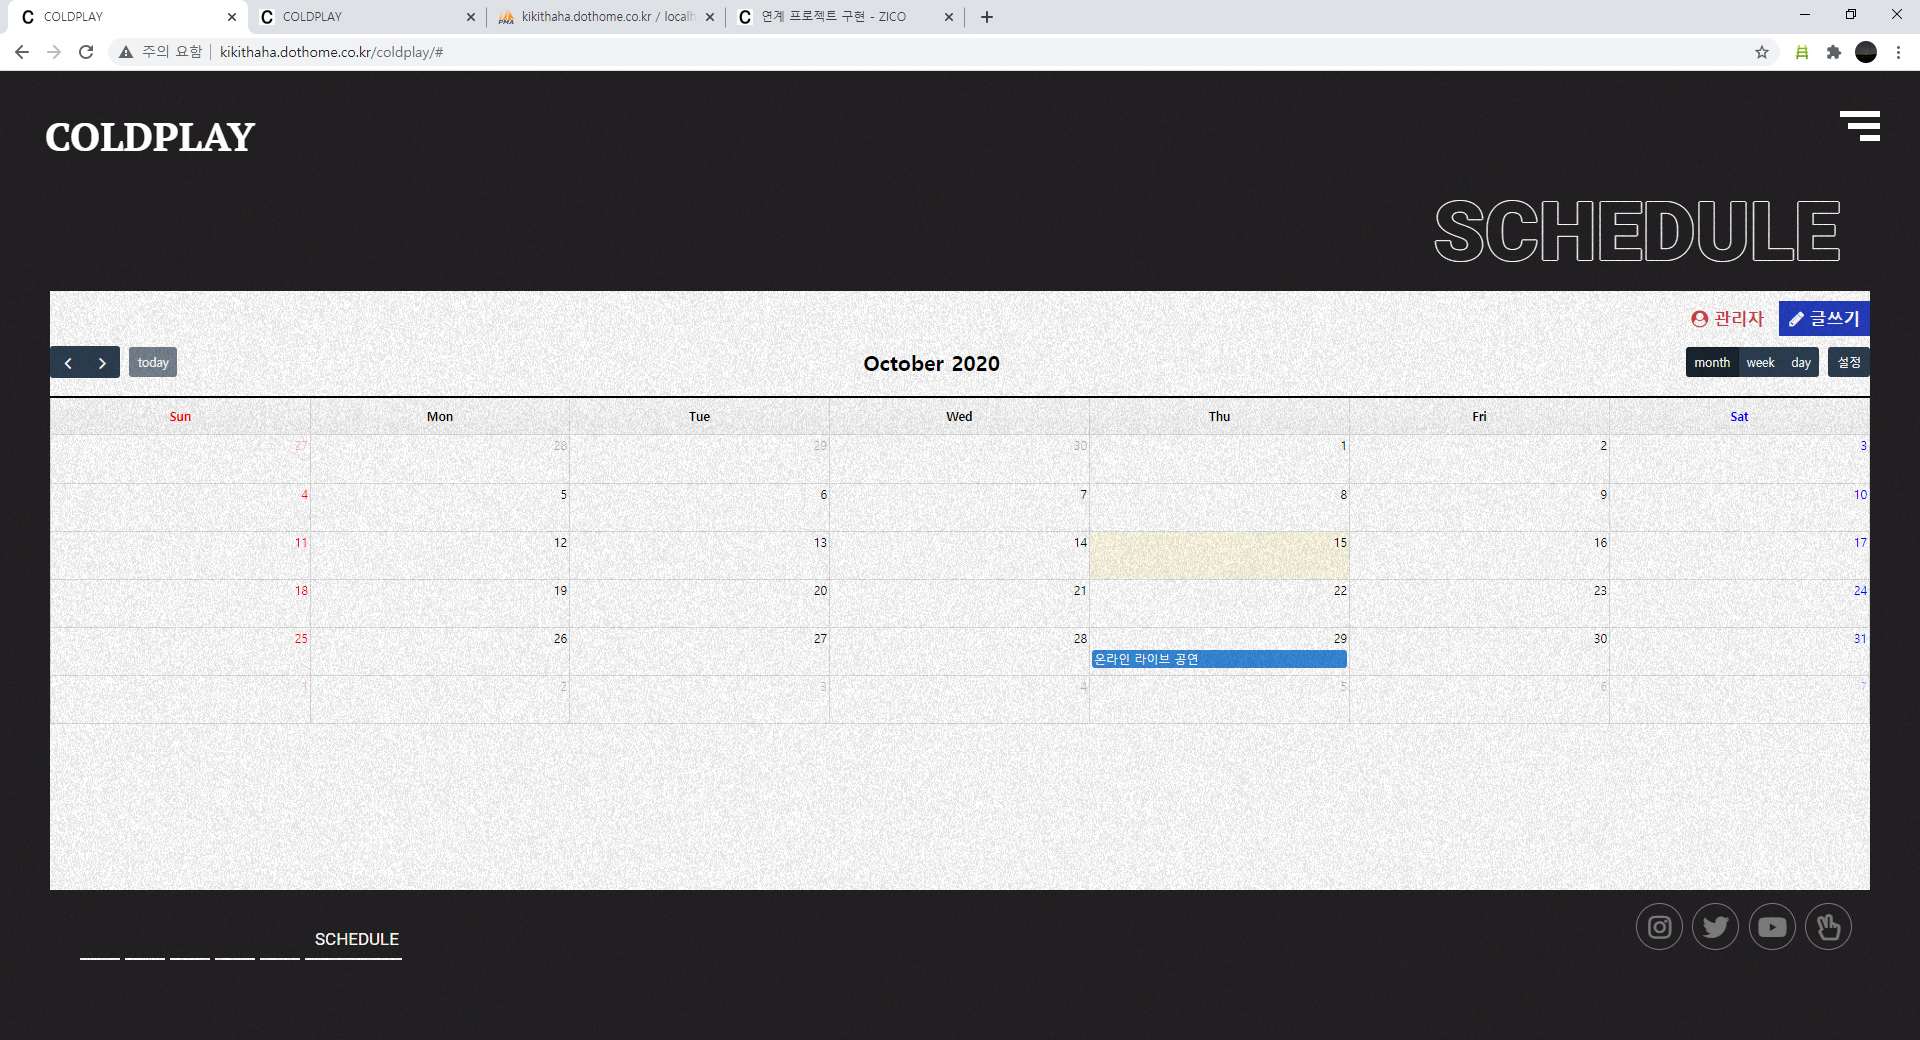 COLDPLAY
COLDPLAY
kikithaha.dothome.co.kr / localh
연계 프로젝트 구현 - ZICO
주의 요함 | kikithaha.dothome.co.kr/coldplay/#
COLDPLAY
SCHEDULE
관리자 글쓰기
today October 2020 month week day 설정
Sun Mon Tue Wed Thu Fri Sat
27 28 29 30 1 2 3
4 5 6 7 8 9 10
11 12 13 14 15 16 17
18 19 20 21 22 23 24
25 26 27 28 29 30 31
온라인 라이브 공연
1 2 3 4 5 6 7
SCHEDULE